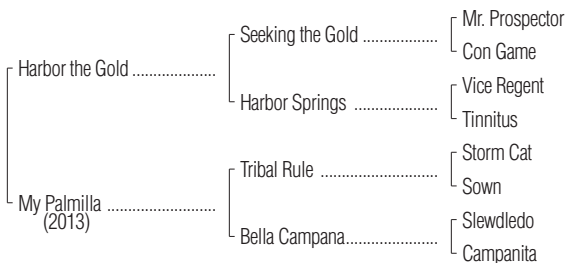 Mr. Prospector
Seeking the Gold ..................
Con Game
Harbor the Gold ....................
Vice Regent
Harbor Springs ....................
Tinnitus
Storm Cat
Tribal Rule ............................
Sown
My Palmilla ..........................
(2013)
Slewdledo
Bella Campana......................
Campanita